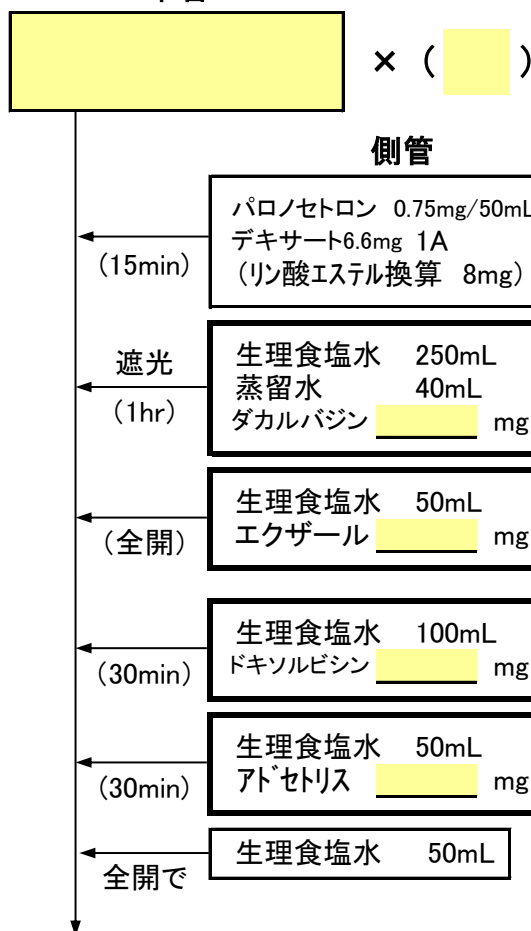 × ( )
側管
パロノセトロン 0.75mg/50mL
デキサート6.6mg 1A
(リン酸エステル換算 8mg)
(15min)
遮光
(1hr)
生理食塩水 250mL
蒸留水 40mL
ダカルバジン mg
(全開)
生理食塩水 50mL
エクザール mg
(30min)
生理食塩水 100mL
ドキソルビシン mg
(30min)
生理食塩水 50mL
アドセトリス mg
全開で
生理食塩水 50mL